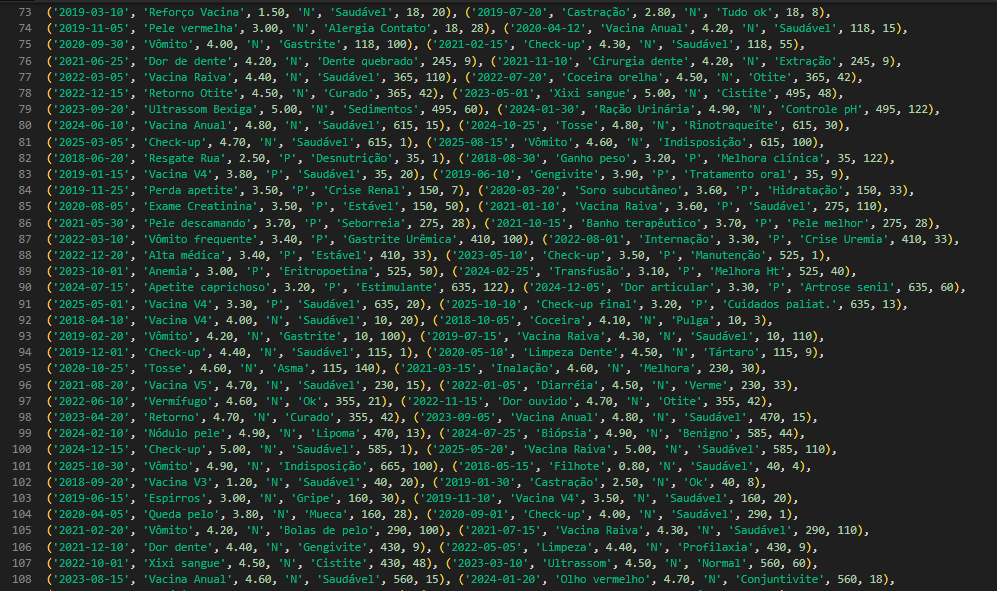 73 ('2019-03-10', 'Reforço Vacina', 1.50, 'N', 'Saudável', 18, 20), ('2019-07-20', 'Castração', 2.80, 'N', 'Tudo ok', 18, 8),
74 ('2019-11-05', 'Pele vermelha', 3.00, 'N', 'Alergia Contato', 18, 28), ('2020-04-12', 'Vacina Anual', 4.20, 'N', 'Saudável', 118, 15),
75 ('2020-09-30', 'Vômito', 4.00, 'N', 'Gastrite', 118, 100), ('2021-02-15', 'Check-up', 4.30, 'N', 'Saudável', 118, 55),
76 ('2021-06-25', 'Dor de dente', 4.20, 'N', 'Dente quebrado', 245, 9), ('2021-11-10', 'Cirurgia dente', 4.20, 'N', 'Extração', 245, 9),
77 ('2022-03-05', 'Vacina Raiva', 4.40, 'N', 'Saudável', 365, 110), ('2022-07-20', 'Coceira orelha', 4.50, 'N', 'Otite', 365, 42),
78 ('2022-12-15', 'Retorno Otite', 4.50, 'N', 'Curado', 365, 42), ('2023-05-01', 'Xixi sangue', 5.00, 'N', 'Cistite', 495, 48),
79 ('2023-09-20', 'Ultrassom Bexiga', 5.00, 'N', 'Sedimentos', 495, 60), ('2024-01-30', 'Ração Urinária', 4.90, 'N', 'Controle pH', 495, 122),
80 ('2024-06-10', 'Vacina Anual', 4.80, 'N', 'Saudável', 615, 15), ('2024-10-25', 'Tosse', 4.80, 'N', 'Rinotraqueíte', 615, 30),
81 ('2025-03-05', 'Check-up', 4.70, 'N', 'Saudável', 615, 1), ('2025-08-15', 'Vômito', 4.60, 'N', 'Indisposição', 615, 100),
82 ('2018-06-20', 'Resgate Rua', 2.50, 'P', 'Desnutrição', 35, 1), ('2018-08-30', 'Ganho peso', 3.20, 'P', 'Melhora clínica', 35, 122),
83 ('2019-01-15', 'Vacina V4', 3.80, 'P', 'Saudável', 35, 20), ('2019-06-10', 'Gengivite', 3.90, 'P', 'Tratamento oral', 35, 9),
84 ('2019-11-25', 'Perda apetite', 3.50, 'P', 'Crise Renal', 150, 7), ('2020-03-20', 'Soro subcutâneo', 3.60, 'P', 'Hidratação', 150, 33),
85 ('2020-08-05', 'Exame Creatinina', 3.50, 'P', 'Estável', 150, 50), ('2021-01-10', 'Vacina Raiva', 3.60, 'P', 'Saudável', 275, 110),
86 ('2021-05-30', 'Pele descamando', 3.70, 'P', 'Seborreia', 275, 28), ('2021-10-15', 'Banho terapêutico', 3.70, 'P', 'Pele melhor', 275, 28),
87 ('2022-03-10', 'Vômito frequente', 3.40, 'P', 'Gastrite Urêmica', 410, 100), ('2022-08-01', 'Internação', 3.30, 'P', 'Crise Uremia', 410, 33),
88 ('2022-12-20', 'Alta médica', 3.40, 'P', 'Estável', 410, 33), ('2023-05-10', 'Check-up', 3.50, 'P', 'Manutenção', 525, 1),
89 ('2023-10-01', 'Anemia', 3.00, 'P', 'Eritropoetina', 525, 50), ('2024-02-25', 'Transfusão', 3.10, 'P', 'Melhora Ht', 525, 40),
90 ('2024-07-15', 'Apetite caprichoso', 3.20, 'P', 'Estimulante', 635, 122), ('2024-12-05', 'Dor articular', 3.30, 'P', 'Artrose senil', 635, 60),
91 ('2025-05-01', 'Vacina V4', 3.30, 'P', 'Saudável', 635, 20), ('2025-10-10', 'Check-up final', 3.20, 'P', 'Cuidados paliat.', 635, 13),
92 ('2018-04-10', 'Vacina V4', 4.00, 'N', 'Saudável', 10, 20), ('2018-10-05', 'Coceira', 4.10, 'N', 'Pulga', 10, 3),
93 ('2019-02-20', 'Vômito', 4.20, 'N', 'Gastrite', 10, 100), ('2019-07-15', 'Vacina Raiva', 4.30, 'N', 'Saudável', 10, 110),
94 ('2019-12-01', 'Check-up', 4.40, 'N', 'Saudável', 115, 1), ('2020-05-10', 'Limpeza Dente', 4.50, 'N', 'Tártaro', 115, 9),
95 ('2020-10-25', 'Tosse', 4.60, 'N', 'Asma', 115, 140), ('2021-03-15', 'Inalação', 4.60, 'N', 'Melhora', 230, 30),
96 ('2021-08-20', 'Vacina V5', 4.70, 'N', 'Saudável', 230, 15), ('2022-01-05', 'Diarréia', 4.50, 'N', 'Verme', 230, 33),
97 ('2022-06-10', 'Vermífugo', 4.60, 'N', 'Ok', 355, 21), ('2022-11-15', 'Dor ouvido', 4.70, 'N', 'Otite', 355, 42),
98 ('2023-04-20', 'Retorno', 4.70, 'N', 'Curado', 355, 42), ('2023-09-05', 'Vacina Anual', 4.80, 'N', 'Saudável', 470, 15),
99 ('2024-02-10', 'Nódulo pele', 4.90, 'N', 'Lipoma', 470, 13), ('2024-07-25', 'Biópsia', 4.90, 'N', 'Benigno', 585, 44),
100 ('2024-12-15', 'Check-up', 5.00, 'N', 'Saudável', 585, 1), ('2025-05-20', 'Vacina Raiva', 5.00, 'N', 'Saudável', 585, 110),
101 ('2025-10-30', 'Vômito', 4.90, 'N', 'Indisposição', 665, 100), ('2018-05-15', 'Filhote', 0.80, 'N', 'Saudável', 40, 4),
102 ('2018-09-20', 'Vacina V3', 1.20, 'N', 'Saudável', 40, 20), ('2019-01-30', 'Castração', 2.50, 'N', 'Ok', 40, 8),
103 ('2019-06-15', 'Espirros', 3.00, 'N', 'Gripe', 160, 30), ('2019-11-10', 'Vacina V4', 3.50, 'N', 'Saudável', 160, 20),
104 ('2020-04-05', 'Queda pelo', 3.80, 'N', 'Mueca', 160, 28), ('2020-09-01', 'Check-up', 4.00, 'N', 'Saudável', 290, 1),
105 ('2021-02-20', 'Vômito', 4.20, 'N', 'Bolas de pelo', 290, 100), ('2021-07-15', 'Vacina Raiva', 4.30, 'N', 'Saudável', 290, 110),
106 ('2021-12-10', 'Dor dente', 4.40, 'N', 'Gengivite', 430, 9), ('2022-05-05', 'Limpeza', 4.40, 'N', 'Profilaxia', 430, 9),
107 ('2022-10-01', 'Xixi sangue', 4.50, 'N', 'Cistite', 430, 48), ('2023-03-10', 'Ultrassom', 4.50, 'N', 'Normal', 560, 60),
108 ('2023-08-15', 'Vacina Anual', 4.60, 'N', 'Saudável', 560, 15), ('2024-01-20', 'Olho vermelho', 4.70, 'N', 'Conjuntivite', 560, 18),